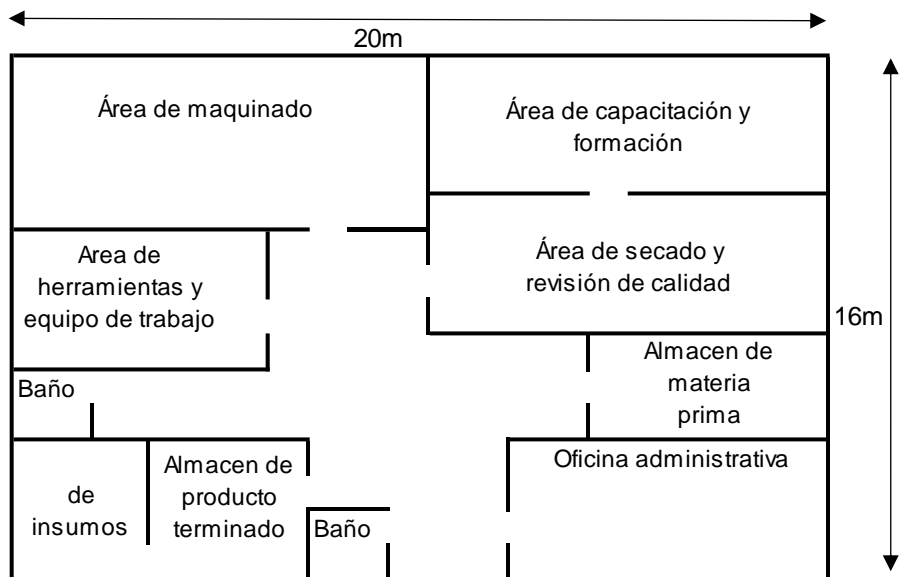 20m
Área de maquinado
Área de capacitación y
formación
Area de
herramientas y
equipo de trabajo
Área de secado y
revisión de calidad
16m
Almacen de
materia
prima
Baño
Oficina administrativa
de
insumos
Almacen de
producto
terminado
Baño